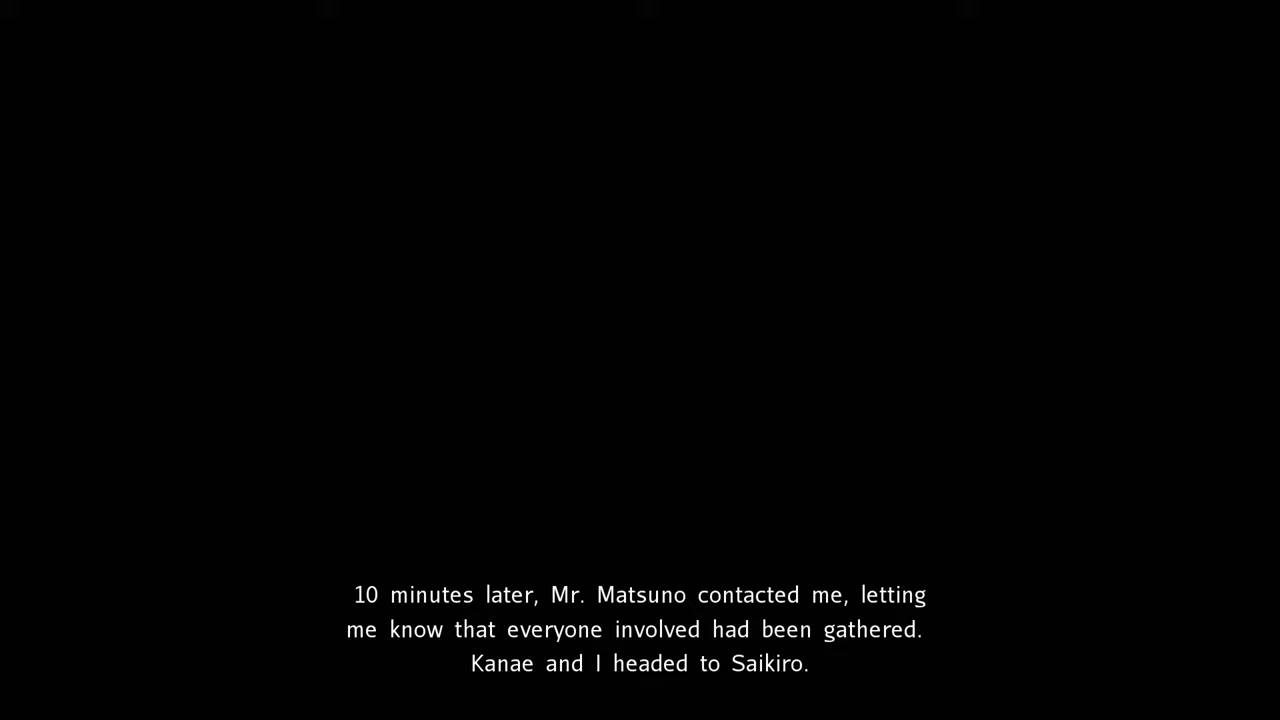 10 minutes later, Mr. Matsuno contacted me, letting
me know that everyone involved had been gathered.
Kanae and I headed to Saikiro.